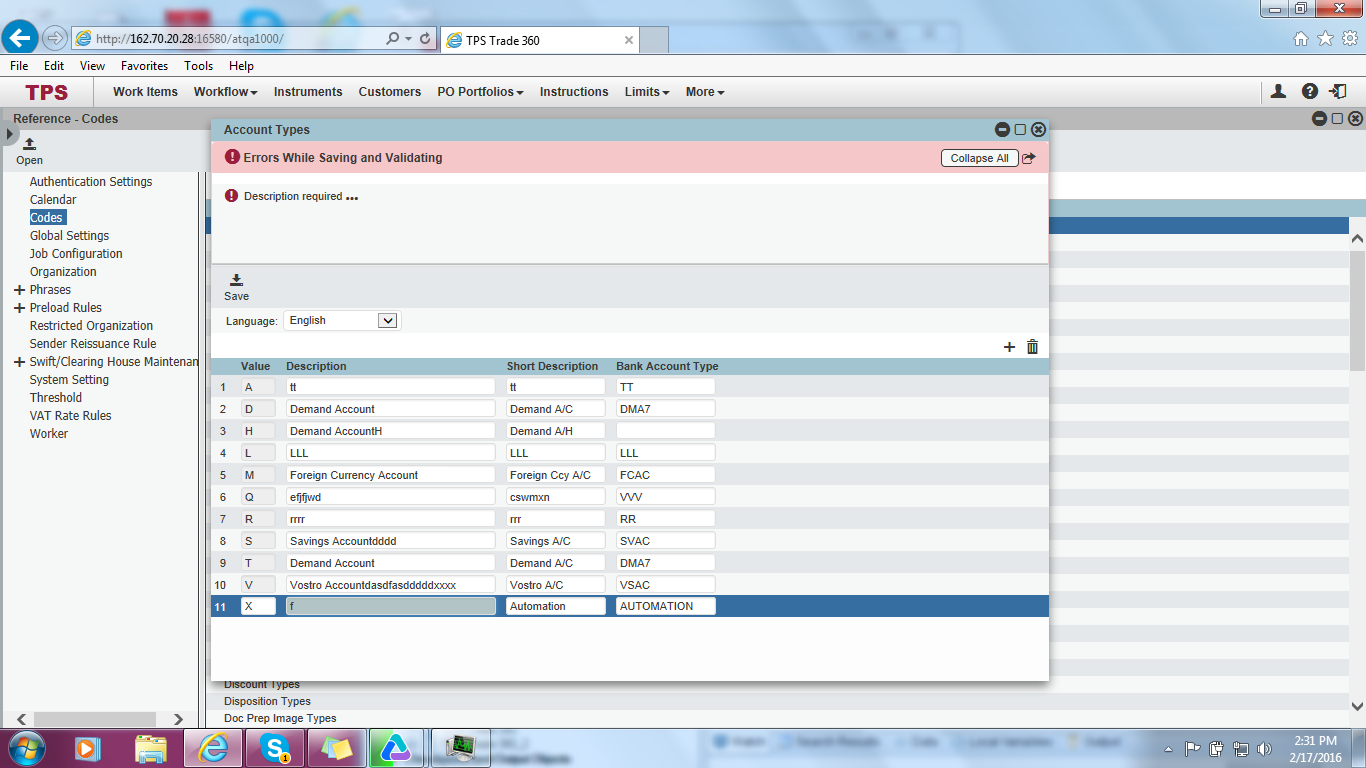 http://162.70.20.28:16580/atqa1000/
TPS Trade 360
File Edit View Favorites Tools Help
TPS Work Items Workflow Instruments Customers PO Portfolios Instructions Limits More
Reference - Codes
Open
Authentication Settings
Calendar
Codes
Global Settings
Job Configuration
Organization
Phrases
Preload Rules
Restricted Organization
Sender Reissuance Rule
Swift/Clearing House Maintenan
System Setting
Threshold
VAT Rate Rules
Worker
Account Types
Errors While Saving and Validating Collapse All
Description required ...
Save
Language: English
Value Description Short Description Bank Account Type
1 A tt tt TT
2 D Demand Account Demand A/C DMA7
3 H Demand AccountH Demand A/H
4 L LLL LLL LLL
5 M Foreign Currency Account Foreign Ccy A/C FCAC
6 Q efjfjwd cswmxn VVV
7 R rrrr rrr RR
8 S Savings Accountdddd Savings A/C SVAC
9 T Demand Account Demand A/C DMA7
10 V Vostro Accountdasdfasdddddxxxx Vostro A/C VSAC
11 X f Automation AUTOMATION
Discount Types
Disposition Types
Doc Prep Image Types
1
2:31 PM
2/17/2016